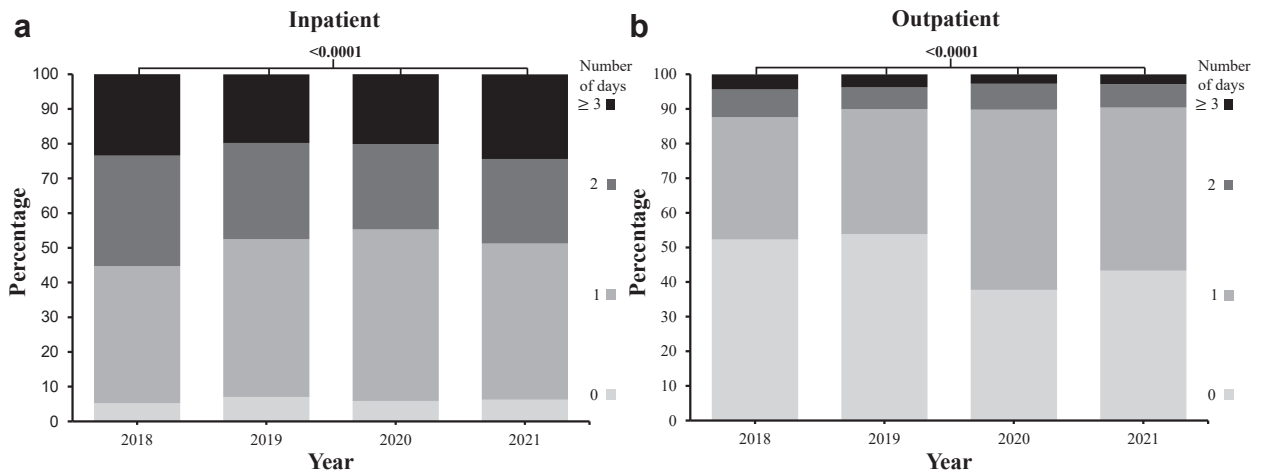 a
Inpatient
<0.0001
Number
of days
≥ 3
2
1
0
100
90
80
70
60
50
40
30
20
10
0
Percentage
2018 2019 2020 2021
Year
b
Outpatient
<0.0001
Number
of days
≥ 3
2
1
0
100
90
80
70
60
50
40
30
20
10
0
Percentage
2018 2019 2020 2021
Year